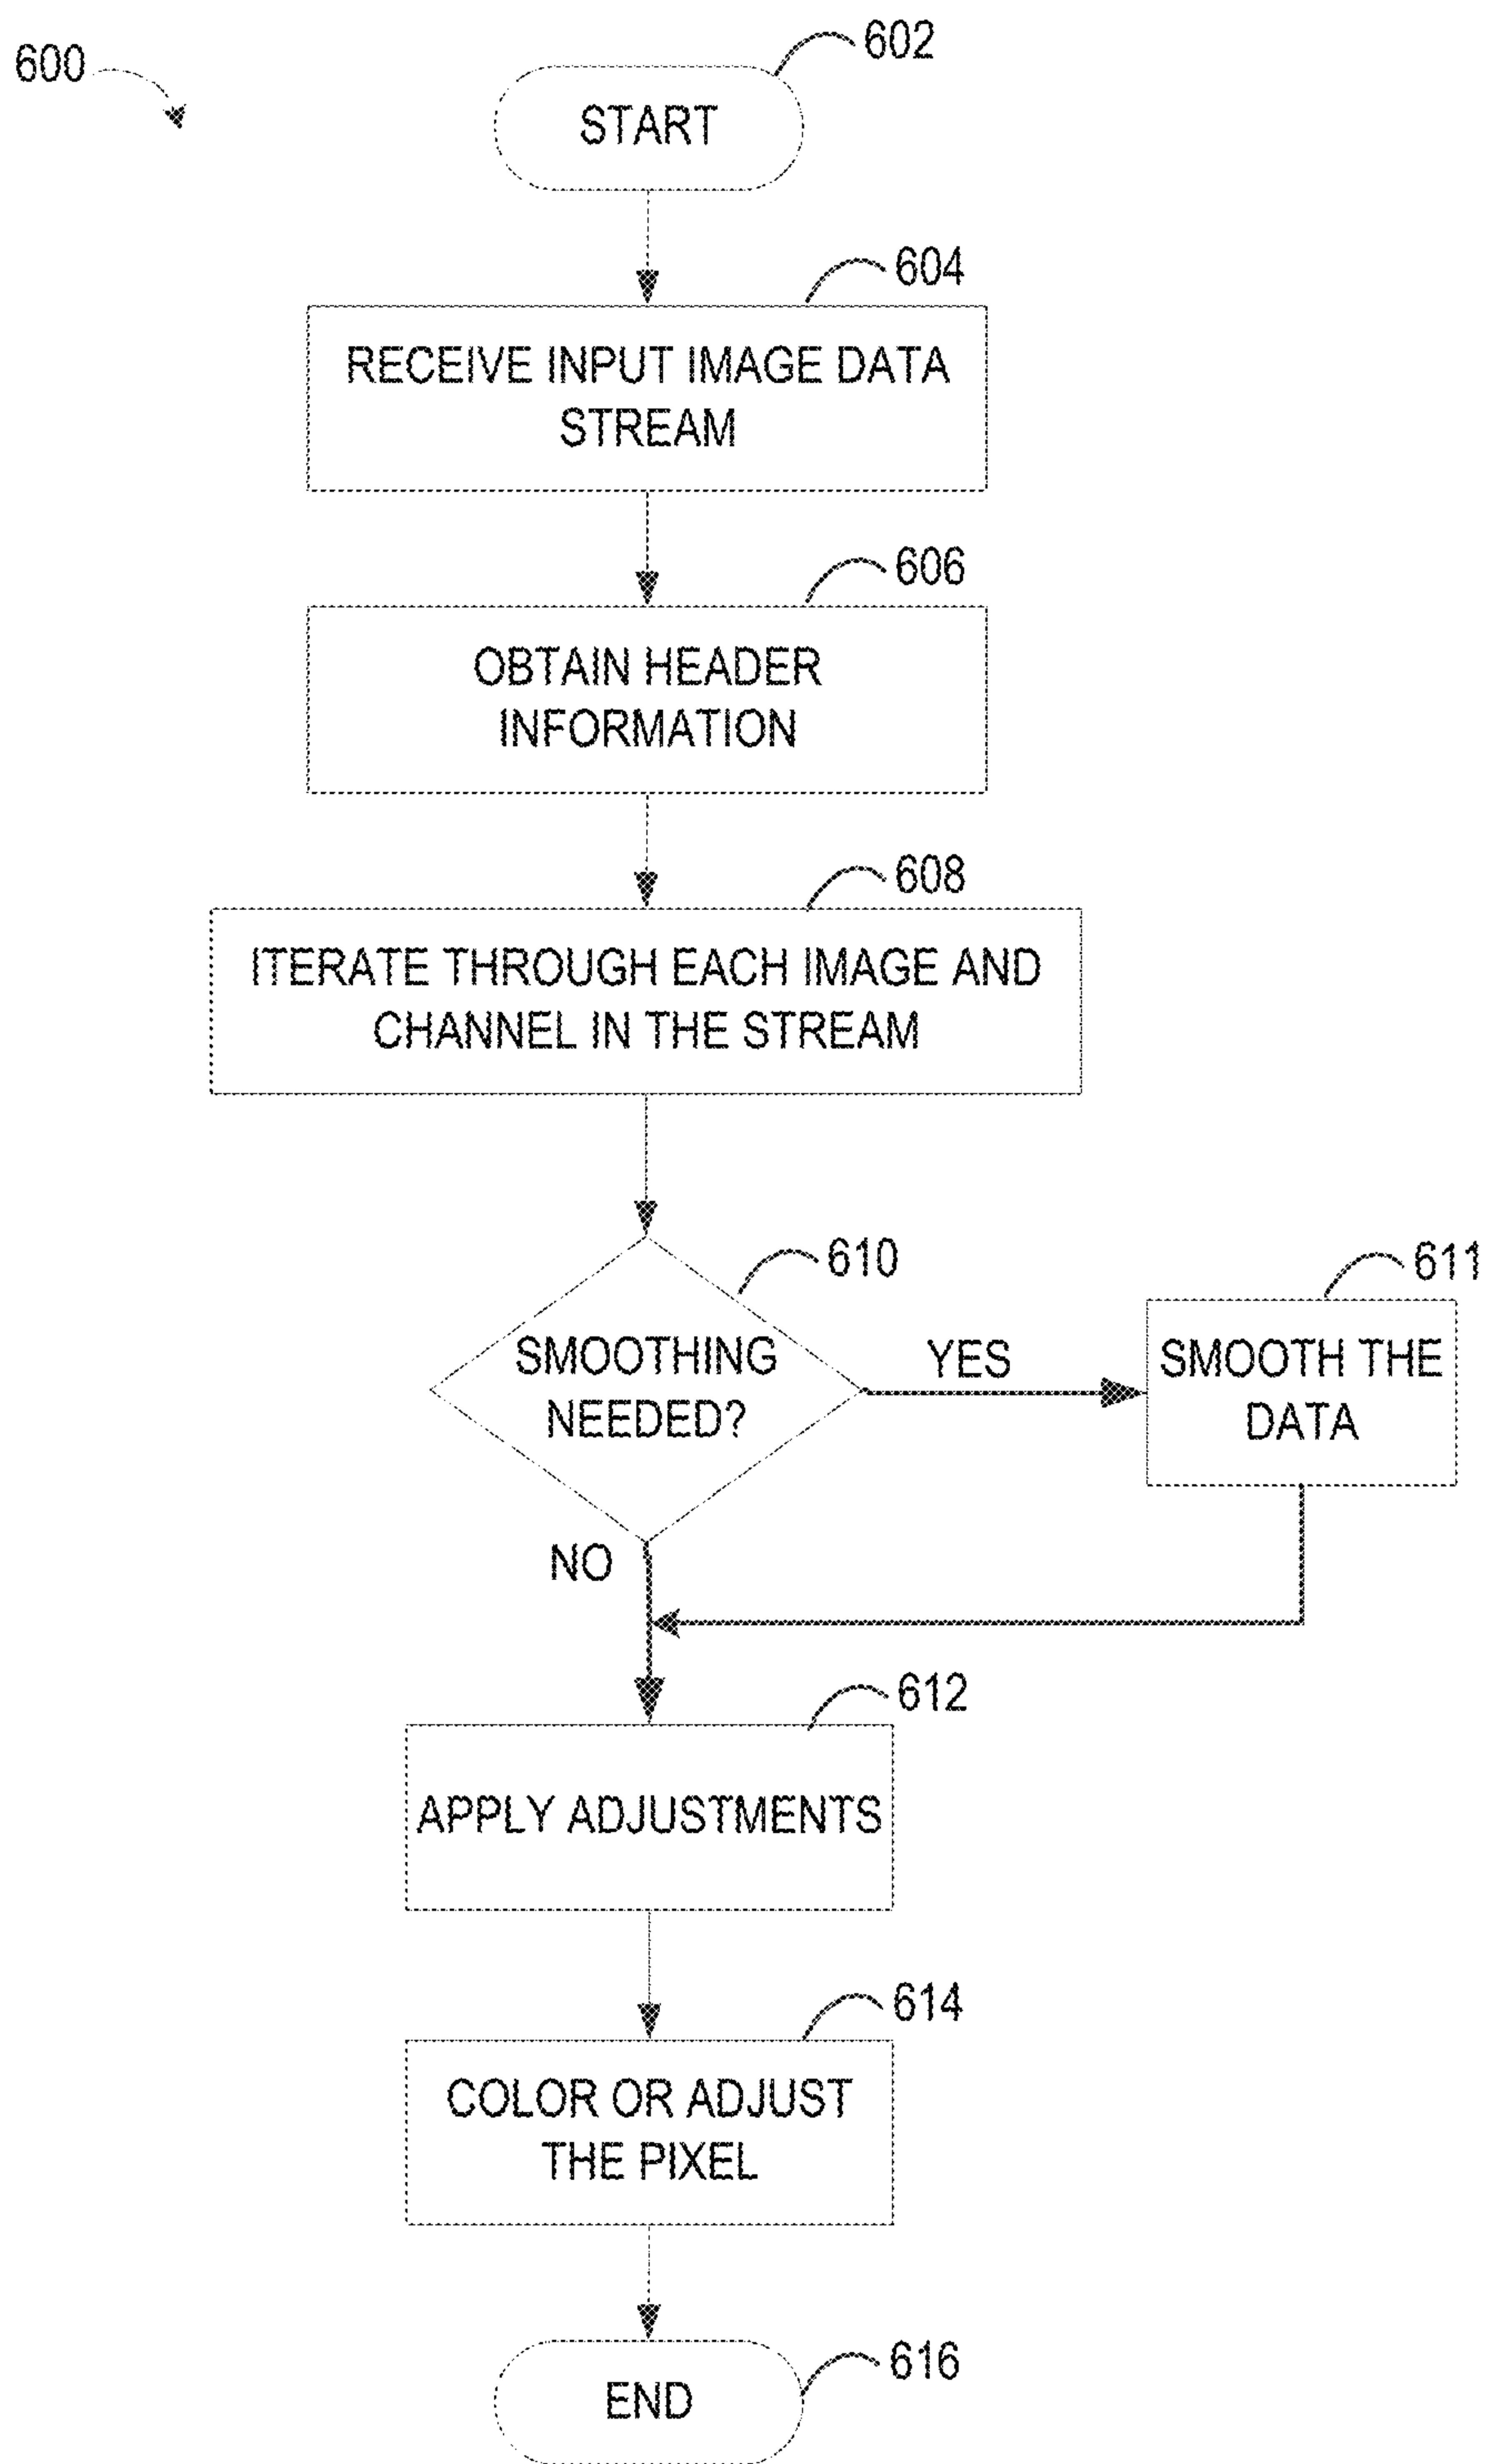 600
602
START
604
RECEIVE INPUT IMAGE DATA
STREAM
606
OBTAIN HEADER
INFORMATION
608
ITERATE THROUGH EACH IMAGE AND
CHANNEL IN THE STREAM
610
SMOOTHING
NEEDED?
YES
611
SMOOTH THE
DATA
NO
612
APPLY ADJUSTMENTS
614
COLOR OR ADJUST
THE PIXEL
616
END